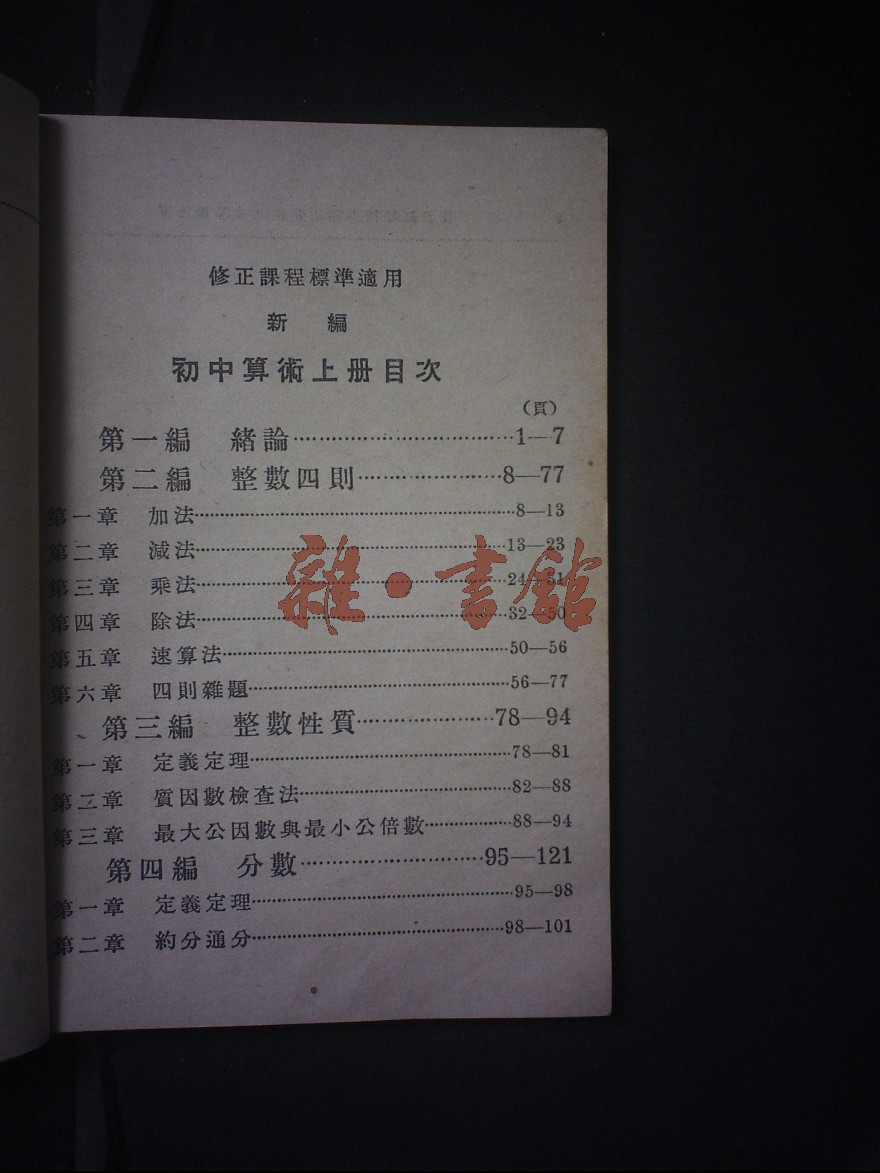 修正課程標準適用
新編
初中算術上册目次
(頁)
第一編 緒論……1—7
第二編 整數四則……8—77
第一章 加法……8—13
第二章 減法……13—23
第三章 乘法……24—31
第四章 除法……32—50
第五章 速算法……50—56
第六章 四則雜題……56—77
第三編 整數性質……78—94
第一章 定義定理……78—81
第二章 質因數檢查法……82—88
第三章 最大公因數與最小公倍數……88—94
第四編 分數……95—121
第一章 定義定理……95—98
第二章 約分通分……98—101
雜·書館